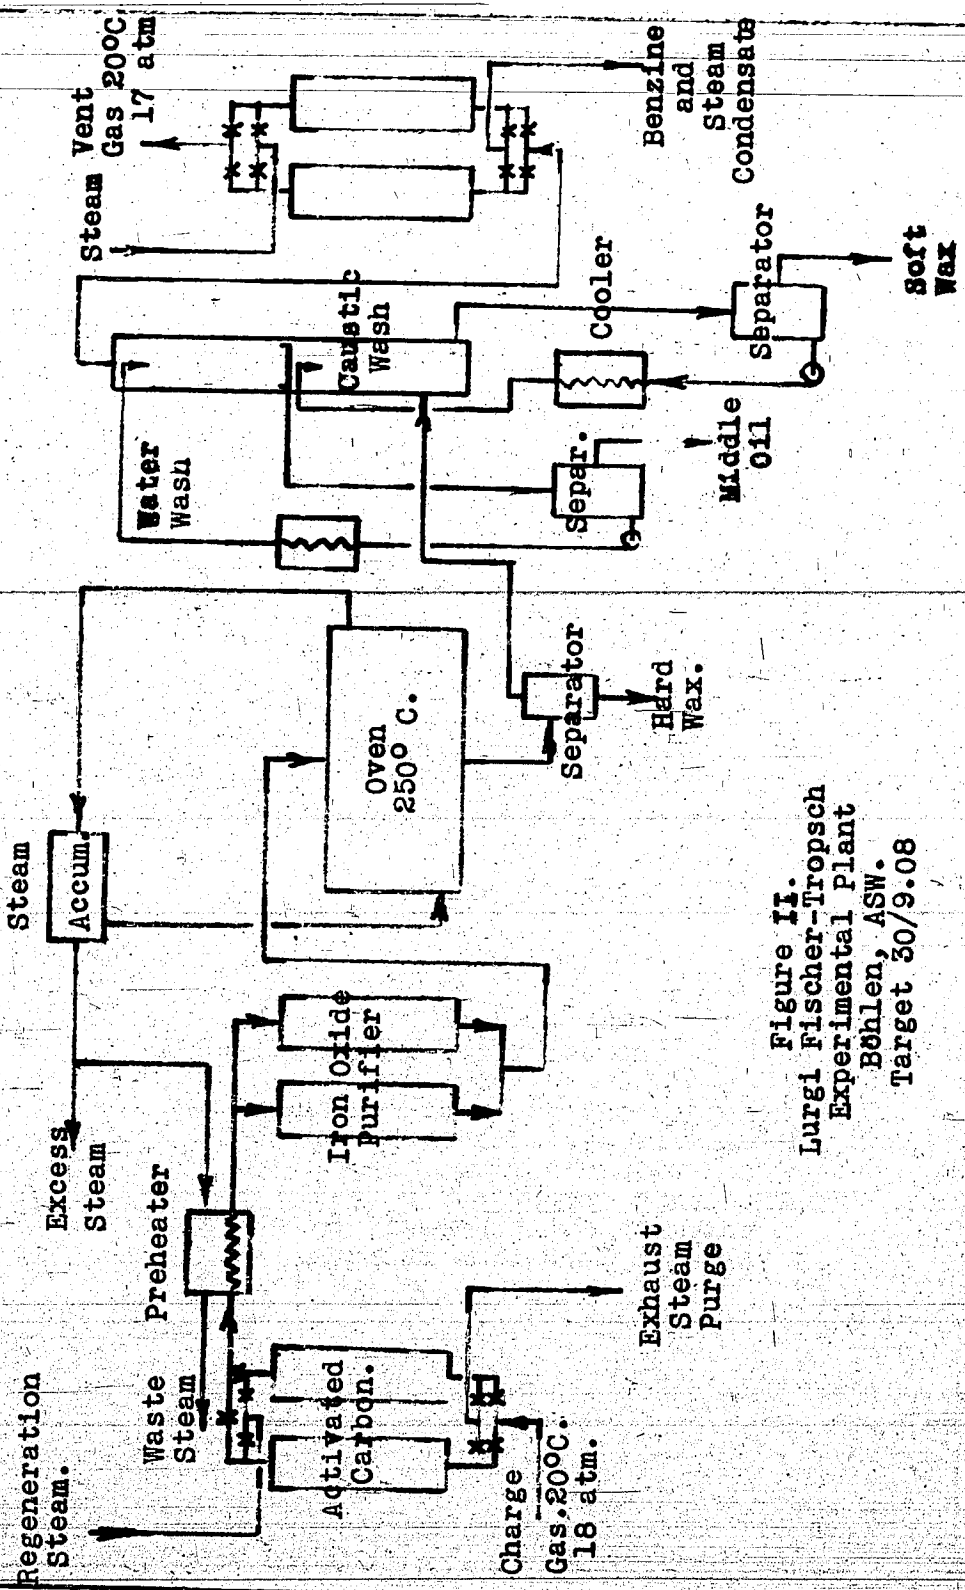 Regeneration
Steam.
Waste
Steam
Preheater
Excess
Steam
Steam
Accum.
Activated
Carbon.
Charge
Gas. 20°C.
18 atm.
Exhaust
Steam
Purge
Iron Oxide
Purifier
Oven
250° C.
Separator
Hard
Wax.
Water
Wash
Caustic
Wash
Separ.
Middle
Oil
Cooler
Separator
Soft
Wax
Steam
Vent
Gas 20°C,
17 atm
Benzine
and
Steam
Condensate
Figure II.
Lurgi Fischer-Tropsch
Experimental Plant
Böhlen, ASW.
Target 30/9.08